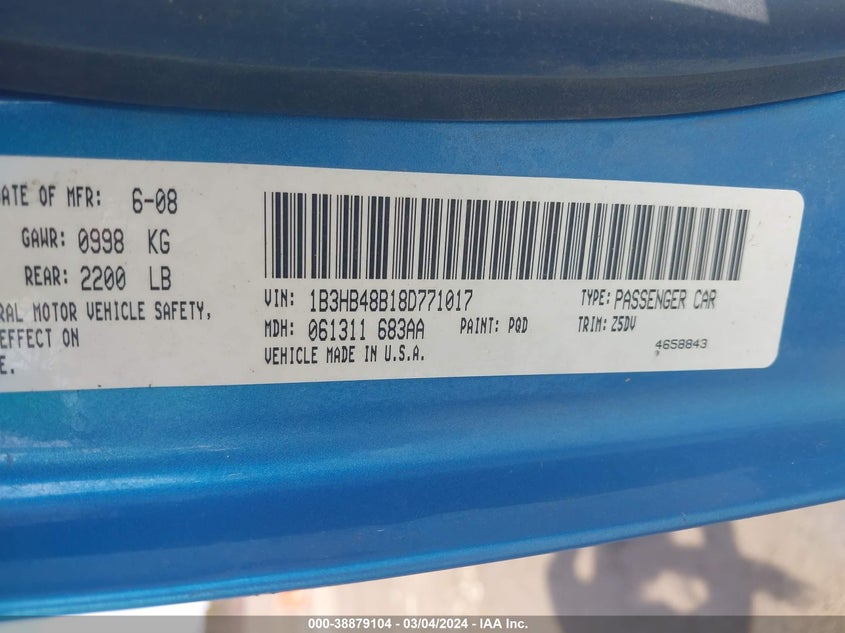 ATE OF MFR: 6-08
GAWR: 0998 KG
REAR: 2200 LB
RAL MOTOR VEHICLE SAFETY,
EFFECT ON
E.
VIN: 1B3HB48B18D771017 TYPE: PASSENGER CAR
MDH: 061311 683AA PAINT: PQD TRIM: Z5DV
VEHICLE MADE IN U.S.A. 4658843
000-38879104 - 03/04/2024 - IAA Inc.